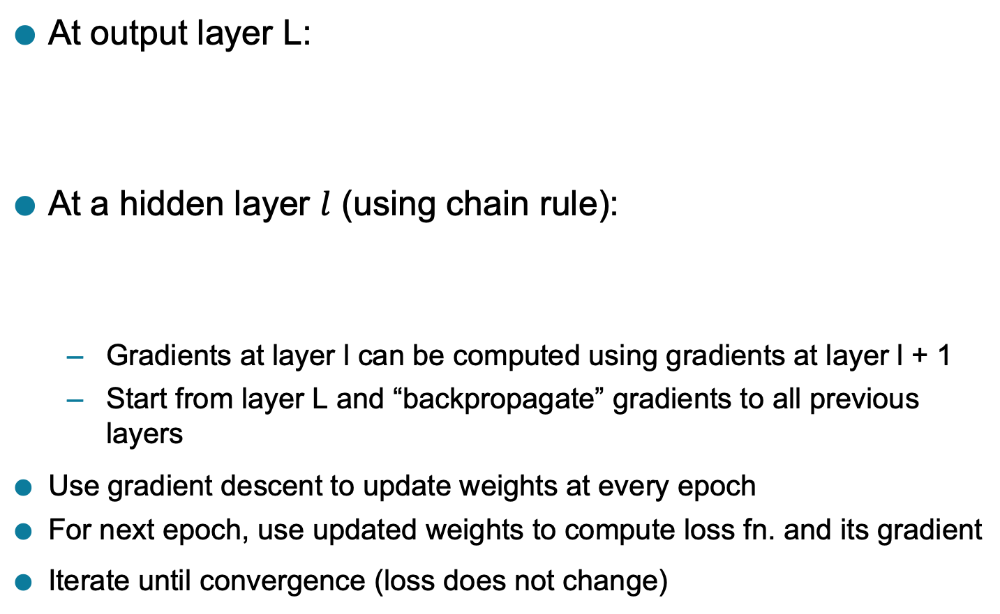 At output layer L:
At a hidden layer l (using chain rule):
– Gradients at layer l can be computed using gradients at layer l + 1
– Start from layer L and “backpropagate” gradients to all previous
layers
Use gradient descent to update weights at every epoch
For next epoch, use updated weights to compute loss fn. and its gradient
Iterate until convergence (loss does not change)